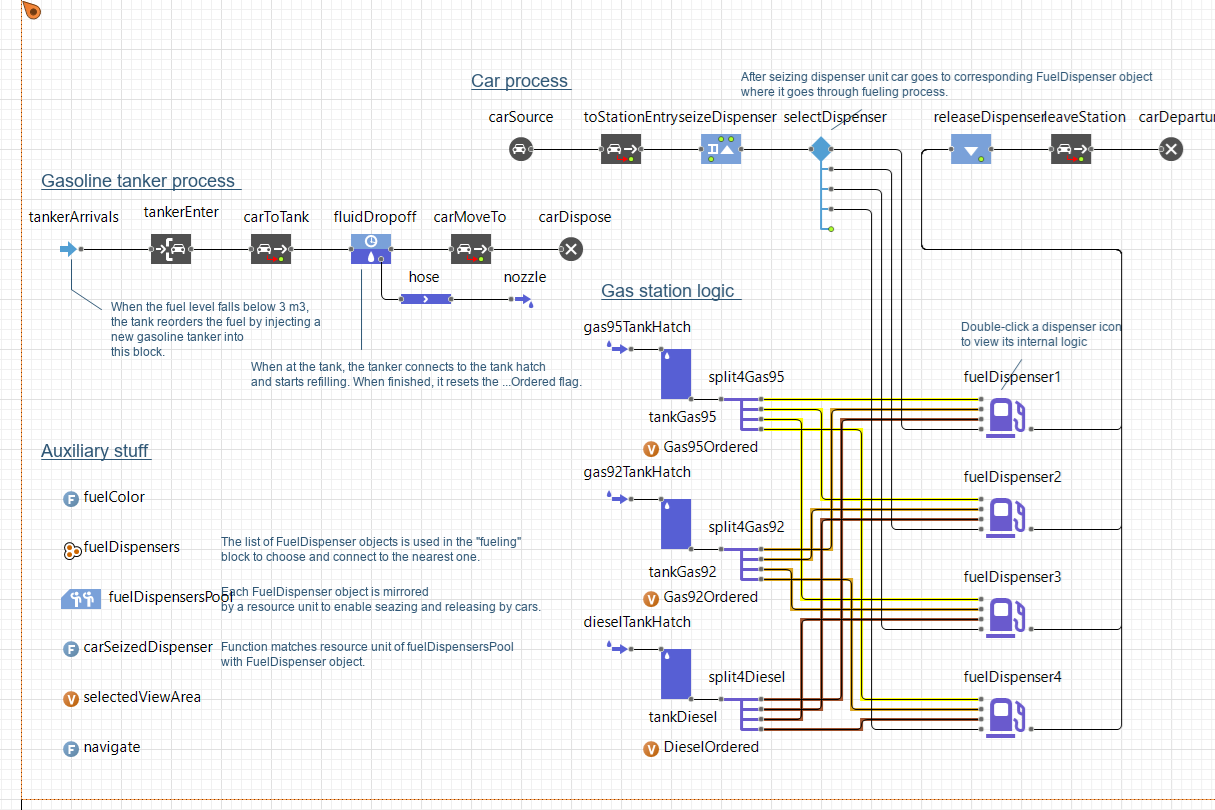 Car process
After seizing dispenser unit car goes to corresponding FuelDispenser object
where it goes through fueling process.
carSource
toStationEntry
seizeDispenser
selectDispenser
releaseDispenser
leaveStation
carDepartur
Gasoline tanker process
tankerArrivals
tankerEnter
carToTank
fluidDropoff
carMoveTo
carDispose
hose
nozzle
When the fuel level falls below 3 m3,
the tank reorders the fuel by injecting a
new gasoline tanker into
this block.
When at the tank, the tanker connects to the tank hatch
and starts refilling. When finished, it resets the ...Ordered flag.
Gas station logic
gas95TankHatch
split4Gas95
tankGas95
V
Gas95Ordered
gas92TankHatch
split4Gas92
tankGas92
V
Gas92Ordered
dieselTankHatch
split4Diesel
tankDiesel
V
DieselOrdered
Double-click a dispenser icon
to view its internal logic
fuelDispenser1
fuelDispenser2
fuelDispenser3
fuelDispenser4
Auxiliary stuff
F
fuelColor
fuelDispensers
The list of FuelDispenser objects is used in the "fueling"
block to choose and connect to the nearest one.
fuelDispensersPool
Each FuelDispenser object is mirrored
by a resource unit to enable seazing and releasing by cars.
F
carSeizedDispenser
Function matches resource unit of fuelDispensersPool
with FuelDispenser object.
V
selectedViewArea
F
navigate